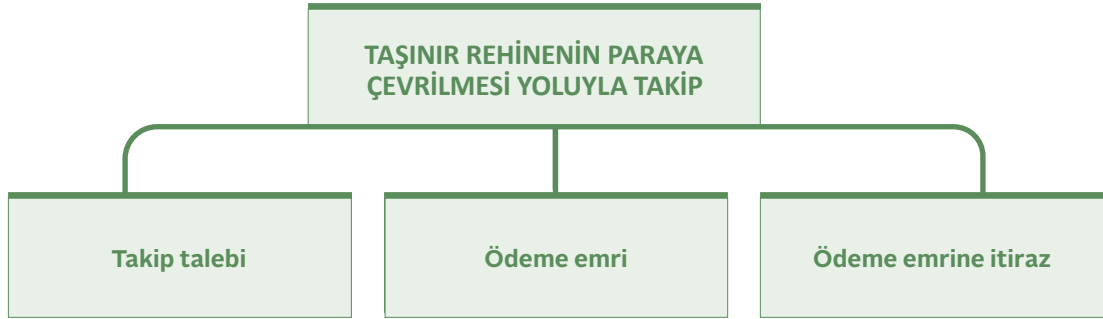 TAŞINIR REHİNENİN PARAYA
ÇEVRİLMESİ YOLUYLA TAKİP
Takip talebi
Ödeme emri
Ödeme emrine itiraz